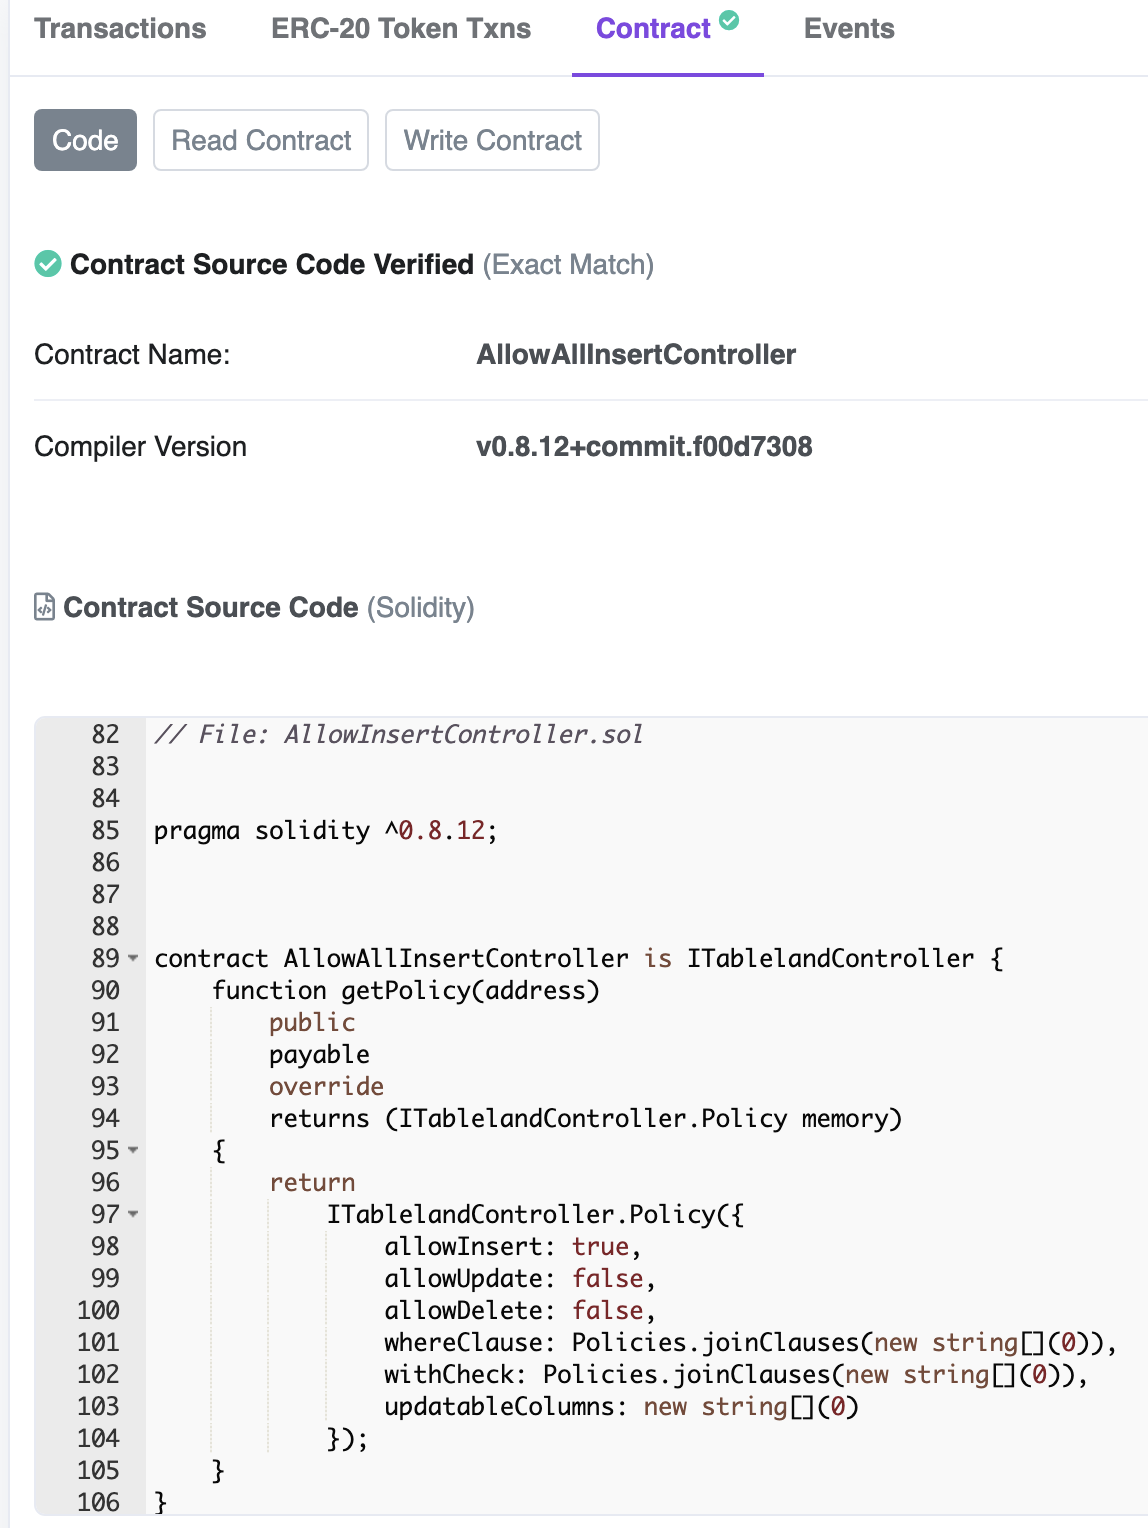 Transactions ERC-20 Token Txns Contract Events
Code Read Contract Write Contract
Contract Source Code Verified (Exact Match)
Contract Name: AllowAllInsertController
Compiler Version v0.8.12+commit.f00d7308
Contract Source Code (Solidity)
82 // File: AllowInsertController.sol
83
84
85 pragma solidity ^0.8.12;
86
87
88
89 contract AllowAllInsertController is ITablelandController {
90     function getPolicy(address)
91         public
92         payable
93         override
94         returns (ITablelandController.Policy memory)
95     {
96         return
97             ITablelandController.Policy({
98                 allowInsert: true,
99                 allowUpdate: false,
100                 allowDelete: false,
101                 whereClause: Policies.joinClauses(new string[](0)),
102                 withCheck: Policies.joinClauses(new string[](0)),
103                 updatableColumns: new string[](0)
104             });
105     }
106 }